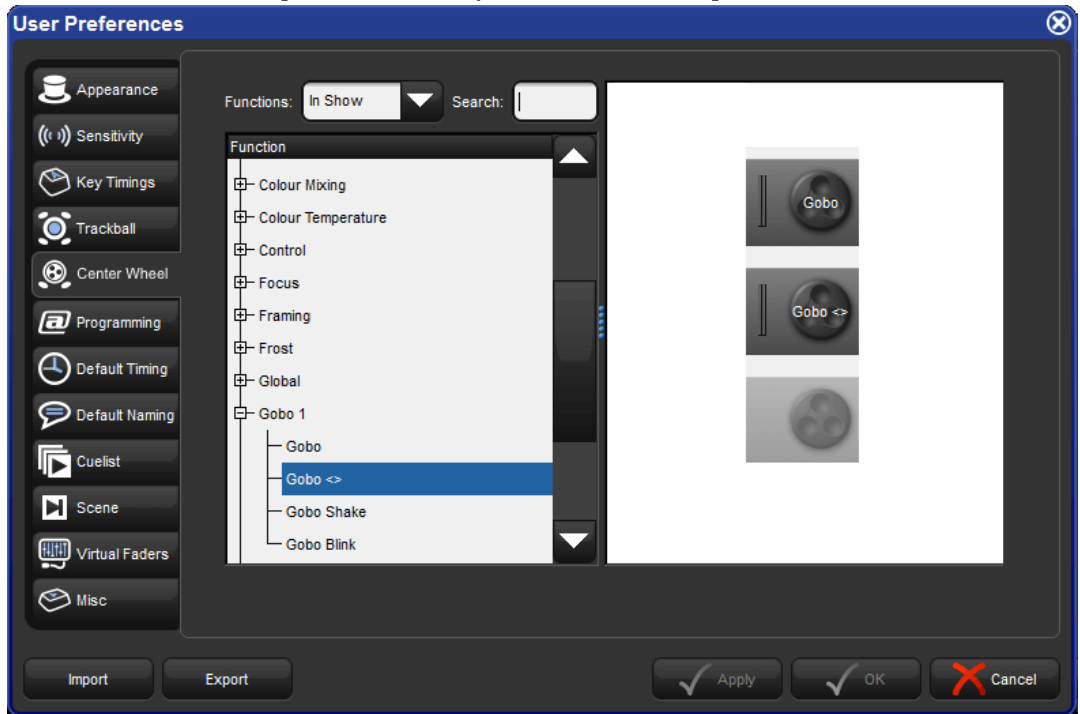 User Preferences
Appearance
Sensitivity
Key Timings
Trackball
Center Wheel
Programming
Default Timing
Default Naming
Cuelist
Scene
Virtual Faders
Misc
Functions: In Show Search:
Function
Colour Mixing
Colour Temperature
Control
Focus
Framing
Frost
Global
Gobo 1
Gobo
Gobo <>
Gobo Shake
Gobo Blink
Gobo
Gobo <>
Import
Export
Apply
OK
Cancel